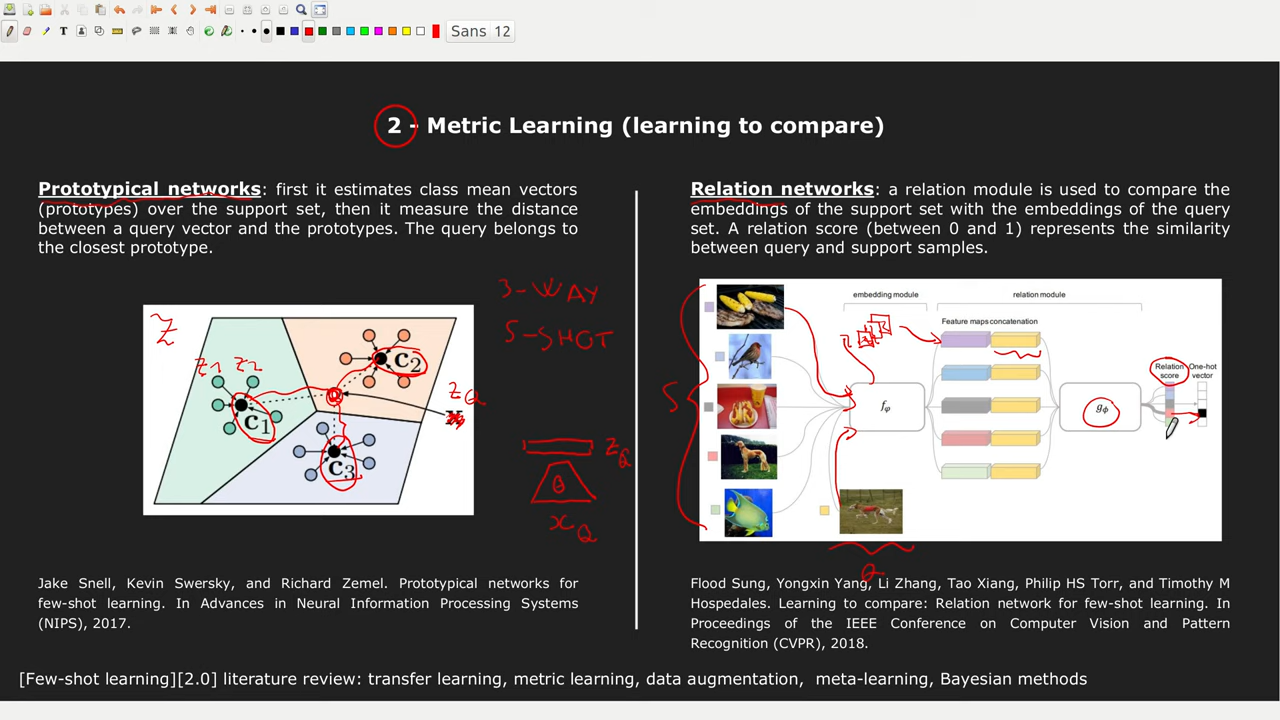 Sans 12
2 - Metric Learning (learning to compare)
Prototypical networks: first it estimates class mean vectors
(prototypes) over the support set, then it measure the distance
between a query vector and the prototypes. The query belongs to
the closest prototype.
3-WAY
5-SHOT
Z
Z1 Z2
c1
c2
c3
Q
ZQ
ZQ
θ
xQ
Jake Snell, Kevin Swersky, and Richard Zemel. Prototypical networks for
few-shot learning. In Advances in Neural Information Processing Systems
(NIPS), 2017.
Relation networks: a relation module is used to compare the
embeddings of the support set with the embeddings of the query
set. A relation score (between 0 and 1) represents the similarity
between query and support samples.
embedding module
relation module
Feature maps concatenation
Relation
score
One-hot
vector
S
fφ
gϕ
Q
Flood Sung, Yongxin Yang, Li Zhang, Tao Xiang, Philip HS Torr, and Timothy M
Hospedales. Learning to compare: Relation network for few-shot learning. In
Proceedings of the IEEE Conference on Computer Vision and Pattern
Recognition (CVPR), 2018.
[Few-shot learning][2.0] literature review: transfer learning, metric learning, data augmentation, meta-learning, Bayesian methods